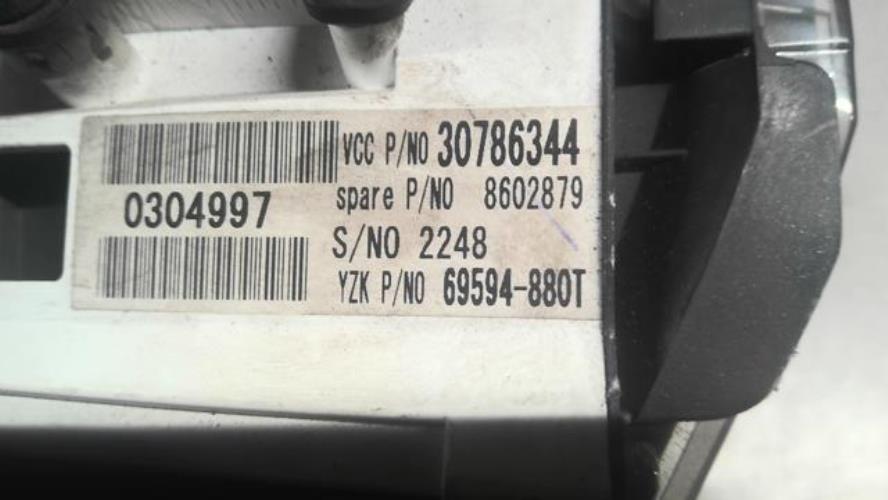 VCC P/NO 30786344
spare P/NO 8602879
0304997
S/NO 2248
YZK P/NO 69594-880T